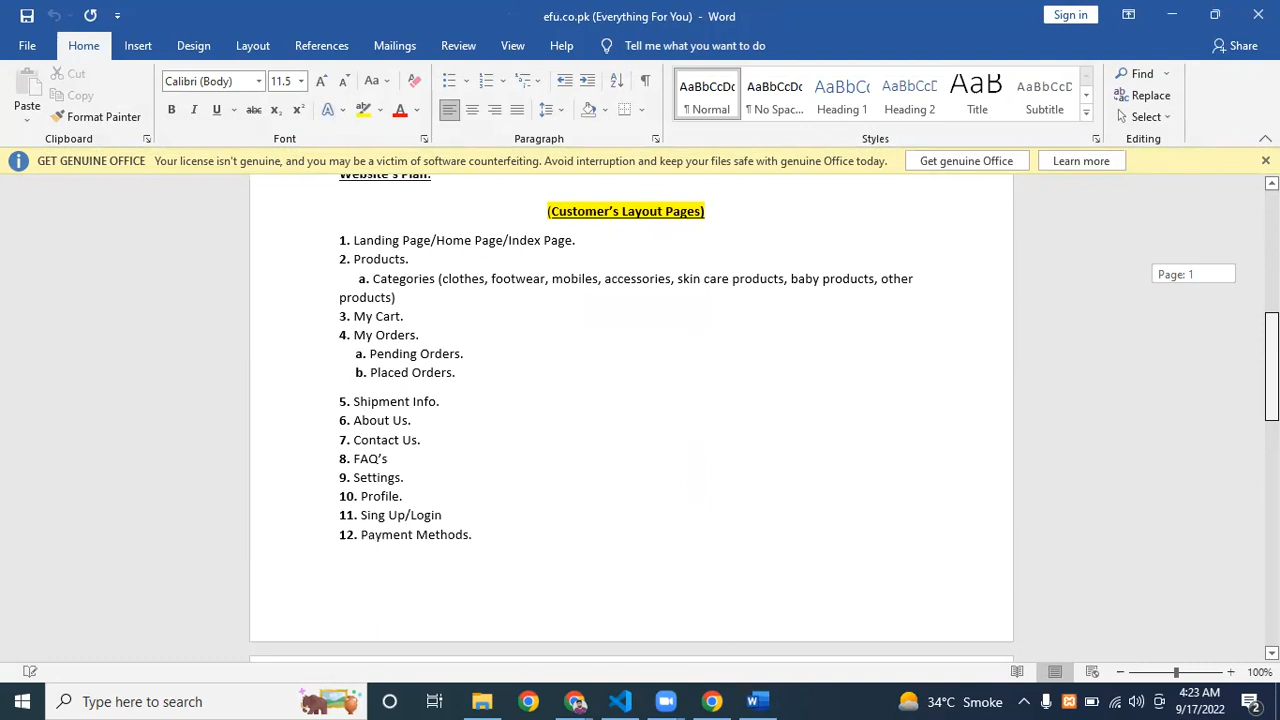 efu.co.pk (Everything For You) - Word
Sign in
File Home Insert Design Layout References Mailings Review View Help Tell me what you want to do Share
Paste
Cut
Copy
Format Painter
Clipboard
Calibri (Body) 11.5
Font
Paragraph
AaBbCcDc AaBbCcDc AaBbCc AaBbCcD AaB AaBbCcD
¶ Normal ¶ No Spac... Heading 1 Heading 2 Title Subtitle
Styles
Find
Replace
Select
Editing
GET GENUINE OFFICE Your license isn't genuine, and you may be a victim of software counterfeiting. Avoid interruption and keep your files safe with genuine Office today. Get genuine Office Learn more
Website's Plan:
(Customer's Layout Pages)
1. Landing Page/Home Page/Index Page.
2. Products.
a. Categories (clothes, footwear, mobiles, accessories, skin care products, baby products, other
products)
3. My Cart.
4. My Orders.
a. Pending Orders.
b. Placed Orders.
5. Shipment Info.
6. About Us.
7. Contact Us.
8. FAQ's
9. Settings.
10. Profile.
11. Sing Up/Login
12. Payment Methods.
Page: 1
100%
Type here to search
34°C Smoke
4:23 AM
9/17/2022
2